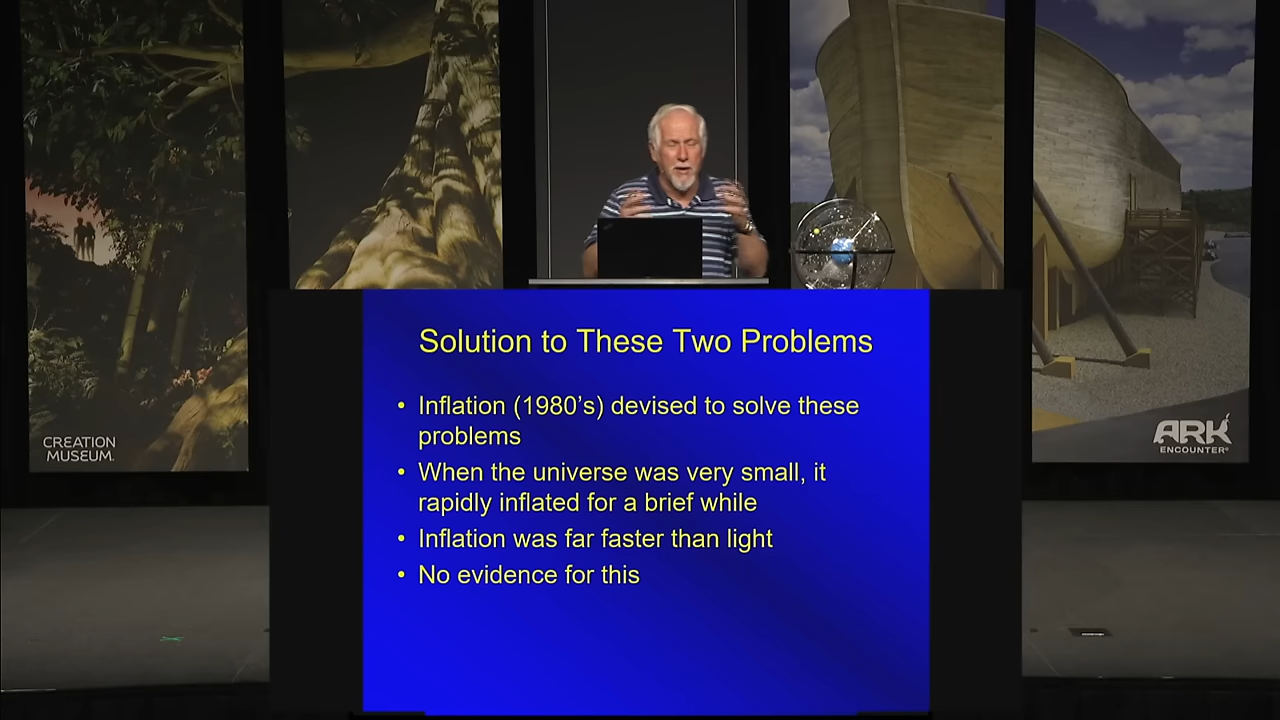 Solution to These Two Problems
• Inflation (1980's) devised to solve these
problems
• When the universe was very small, it
rapidly inflated for a brief while
• Inflation was far faster than light
• No evidence for this
CREATION
MUSEUM.
ARK
ENCOUNTER®